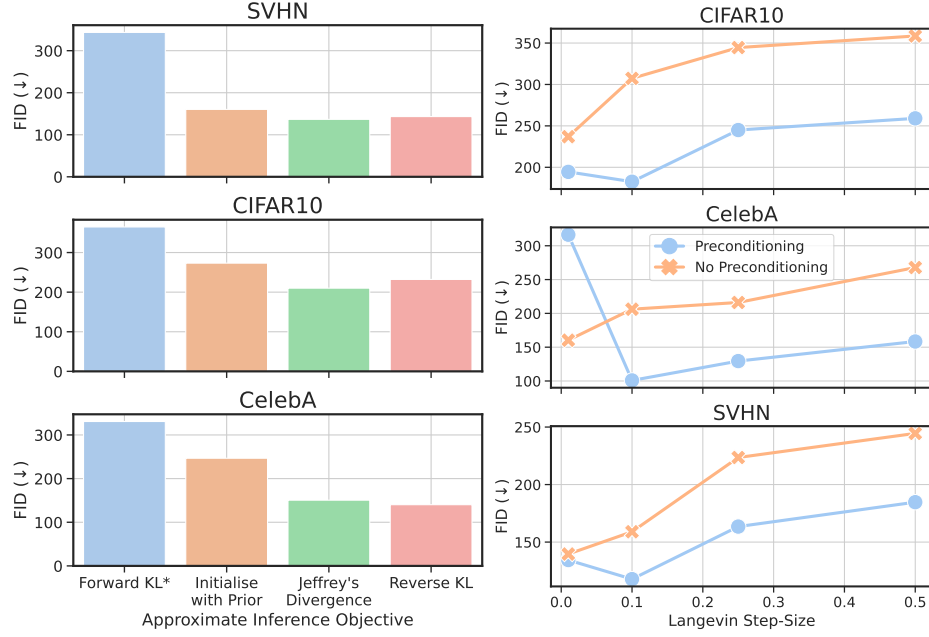 SVHN
FID (↓)
300
200
100
0
CIFAR10
FID (↓)
300
200
100
0
CelebA
FID (↓)
300
200
100
0
Forward KL*
Initialise
with Prior
Jeffrey's
Divergence
Reverse KL
Approximate Inference Objective
CIFAR10
FID (↓)
350
300
250
200
CelebA
FID (↓)
300
250
200
150
100
Preconditioning
No Preconditioning
SVHN
FID (↓)
250
200
150
0.0 0.1 0.2 0.3 0.4 0.5
Langevin Step-Size